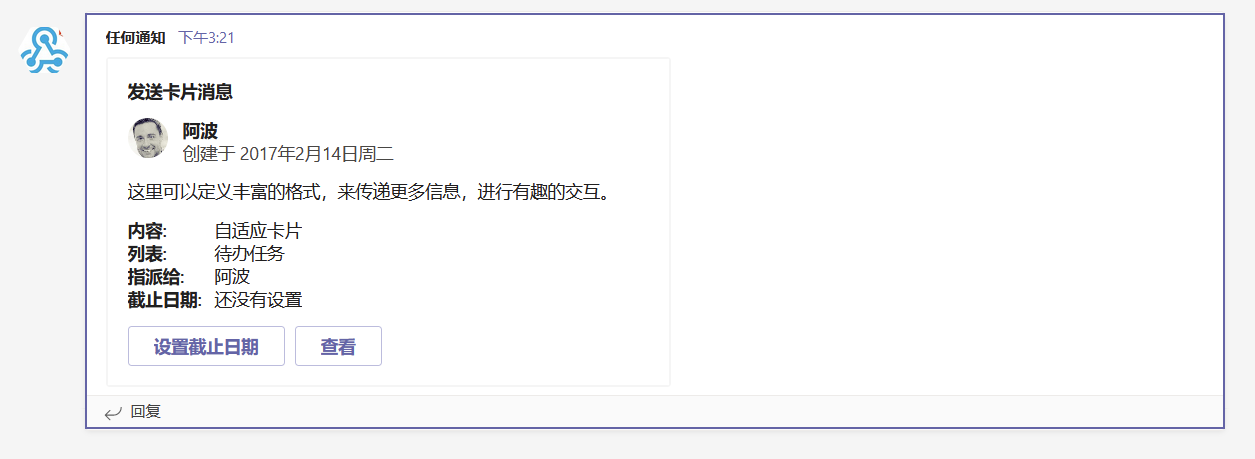 任何通知 下午3:21
发送卡片消息
阿波
创建于 2017年2月14日周二
这里可以定义丰富的格式，来传递更多信息，进行有趣的交互。
内容: 自适应卡片
列表: 待办任务
指派给: 阿波
截止日期: 还没有设置
设置截止日期 查看
回复